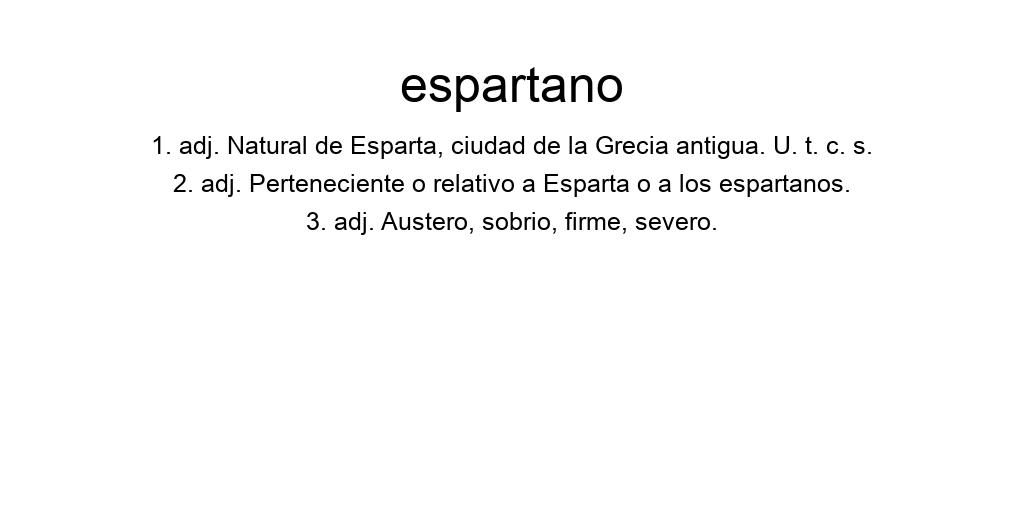 espartano
1. adj. Natural de Esparta, ciudad de la Grecia antigua. U. t. c. s.
2. adj. Perteneciente o relativo a Esparta o a los espartanos.
3. adj. Austero, sobrio, firme, severo.